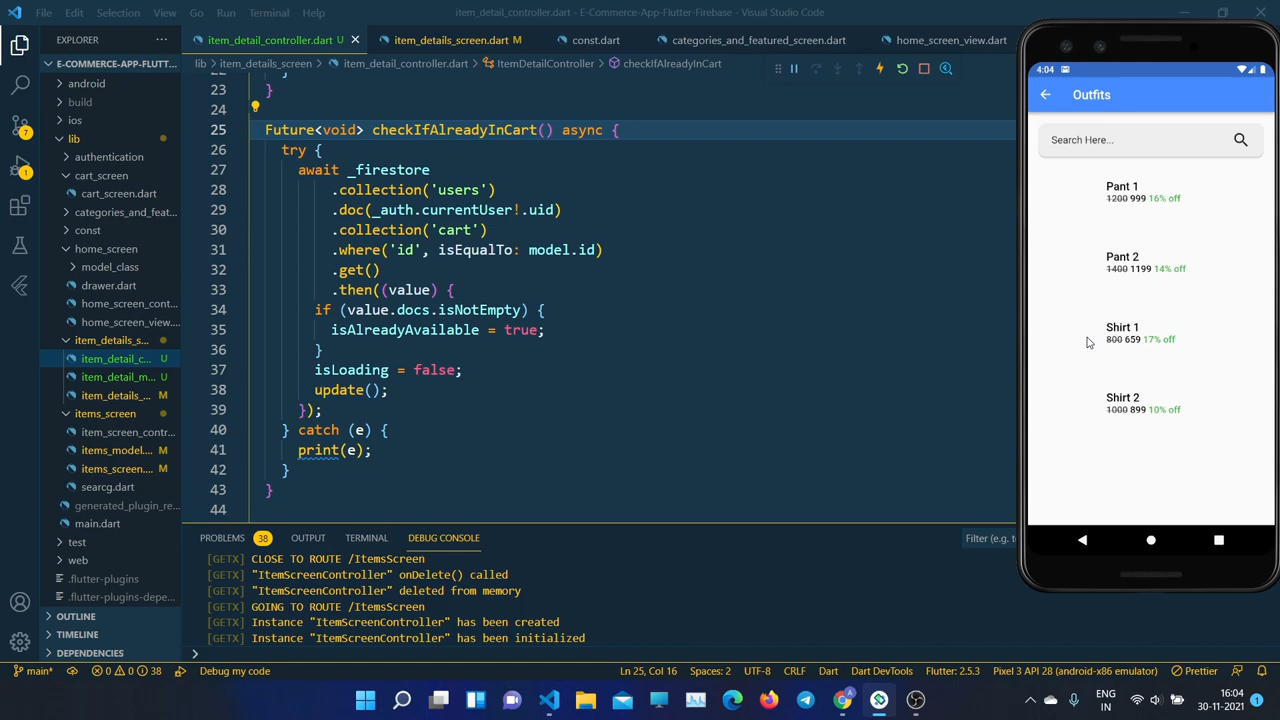 File Edit Selection View Go Run Terminal Help
item_detail_controller.dart - E-Commerce-App-Flutter-Firebase - Visual Studio Code
EXPLORER
item_detail_controller.dart U
item_details_screen.dart M
const.dart
categories_and_featured_screen.dart
home_screen_view.dart
lib > item_details_screen > item_detail_controller.dart > ItemDetailController > checkIfAlreadyInCart
E-COMMERCE-APP-FLUTT...
android
build
ios
lib
authentication
cart_screen
cart_screen.dart
categories_and_feat...
const
home_screen
model_class
drawer.dart
home_screen_cont...
home_screen_view....
item_details_s...
item_detail_c... U
item_detail_m... U
item_details_s... M
items_screen
item_screen_contr...
items_model.... M
items_screen.... M
searcg.dart
generated_plugin_re...
main.dart
test
web
.flutter-plugins
.flutter-plugins-depe...
OUTLINE
TIMELINE
DEPENDENCIES
23 }
24
25 Future<void> checkIfAlreadyInCart() async {
26 try {
27 await _firestore
28 .collection('users')
29 .doc(_auth.currentUser!.uid)
30 .collection('cart')
31 .where('id', isEqualTo: model.id)
32 .get()
33 .then((value) {
34 if (value.docs.isNotEmpty) {
35 isAlreadyAvailable = true;
36 }
37 isLoading = false;
38 update();
39 });
40 } catch (e) {
41 print(e);
42 }
43 }
44
PROBLEMS 38 OUTPUT TERMINAL DEBUG CONSOLE
Filter (e.g. te
[GETX] CLOSE TO ROUTE /ItemsScreen
[GETX] "ItemScreenController" onDelete() called
[GETX] "ItemScreenController" deleted from memory
[GETX] GOING TO ROUTE /ItemsScreen
[GETX] Instance "ItemScreenController" has been created
[GETX] Instance "ItemScreenController" has been initialized
4:04
Outfits
Search Here...
Pant 1
1200 999 16% off
Pant 2
1400 1199 14% off
Shirt 1
800 659 17% off
Shirt 2
1000 899 10% off
main* 0 0 38 Debug my code
Ln 25, Col 16 Spaces: 2 UTF-8 CRLF Dart Dart DevTools Flutter: 2.5.3 Pixel 3 API 28 (android-x86 emulator) Prettier
ENG
IN
16:04
30-11-2021